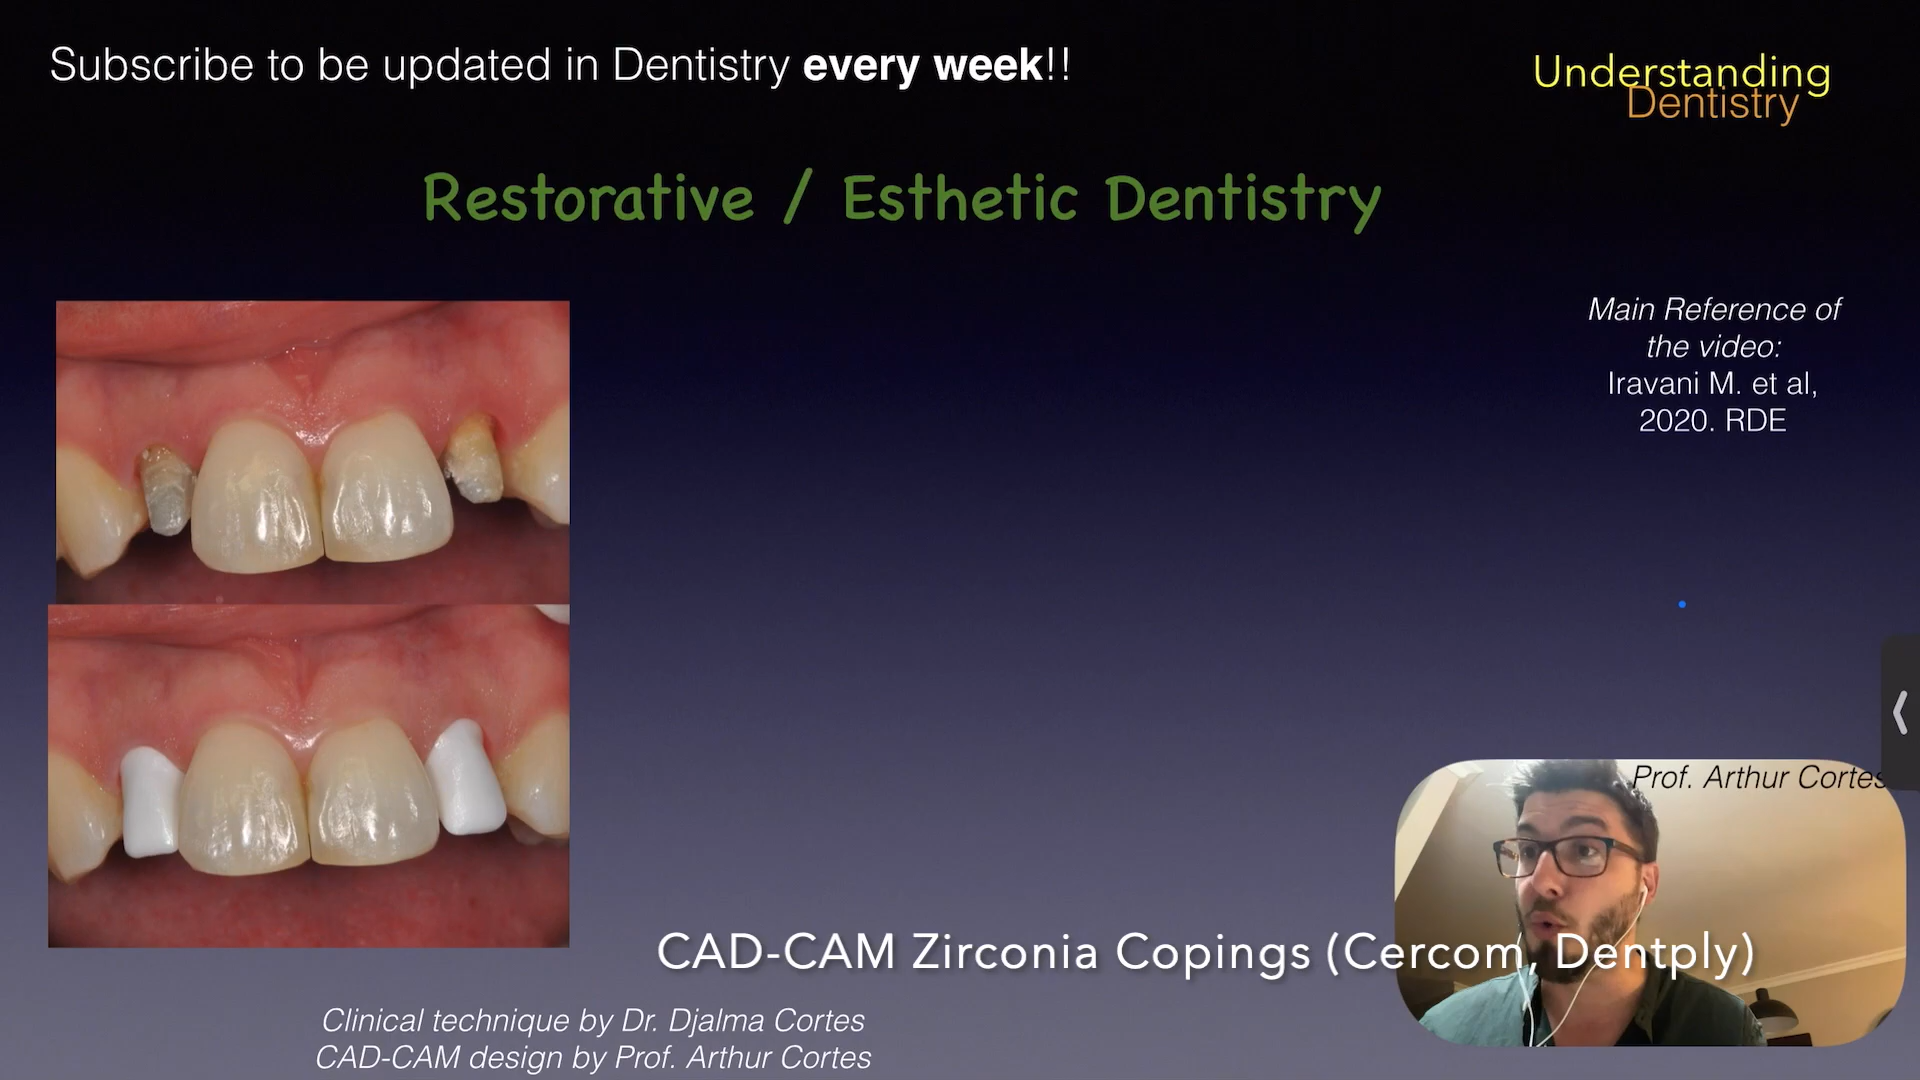 Subscribe to be updated in Dentistry every week!!
Understanding
Dentistry
Restorative / Esthetic Dentistry
Main Reference of
the video:
Iravani M. et al,
2020. RDE
Prof. Arthur Cortes
CAD-CAM Zirconia Copings (Cercom, Dentply)
Clinical technique by Dr. Djalma Cortes
CAD-CAM design by Prof. Arthur Cortes